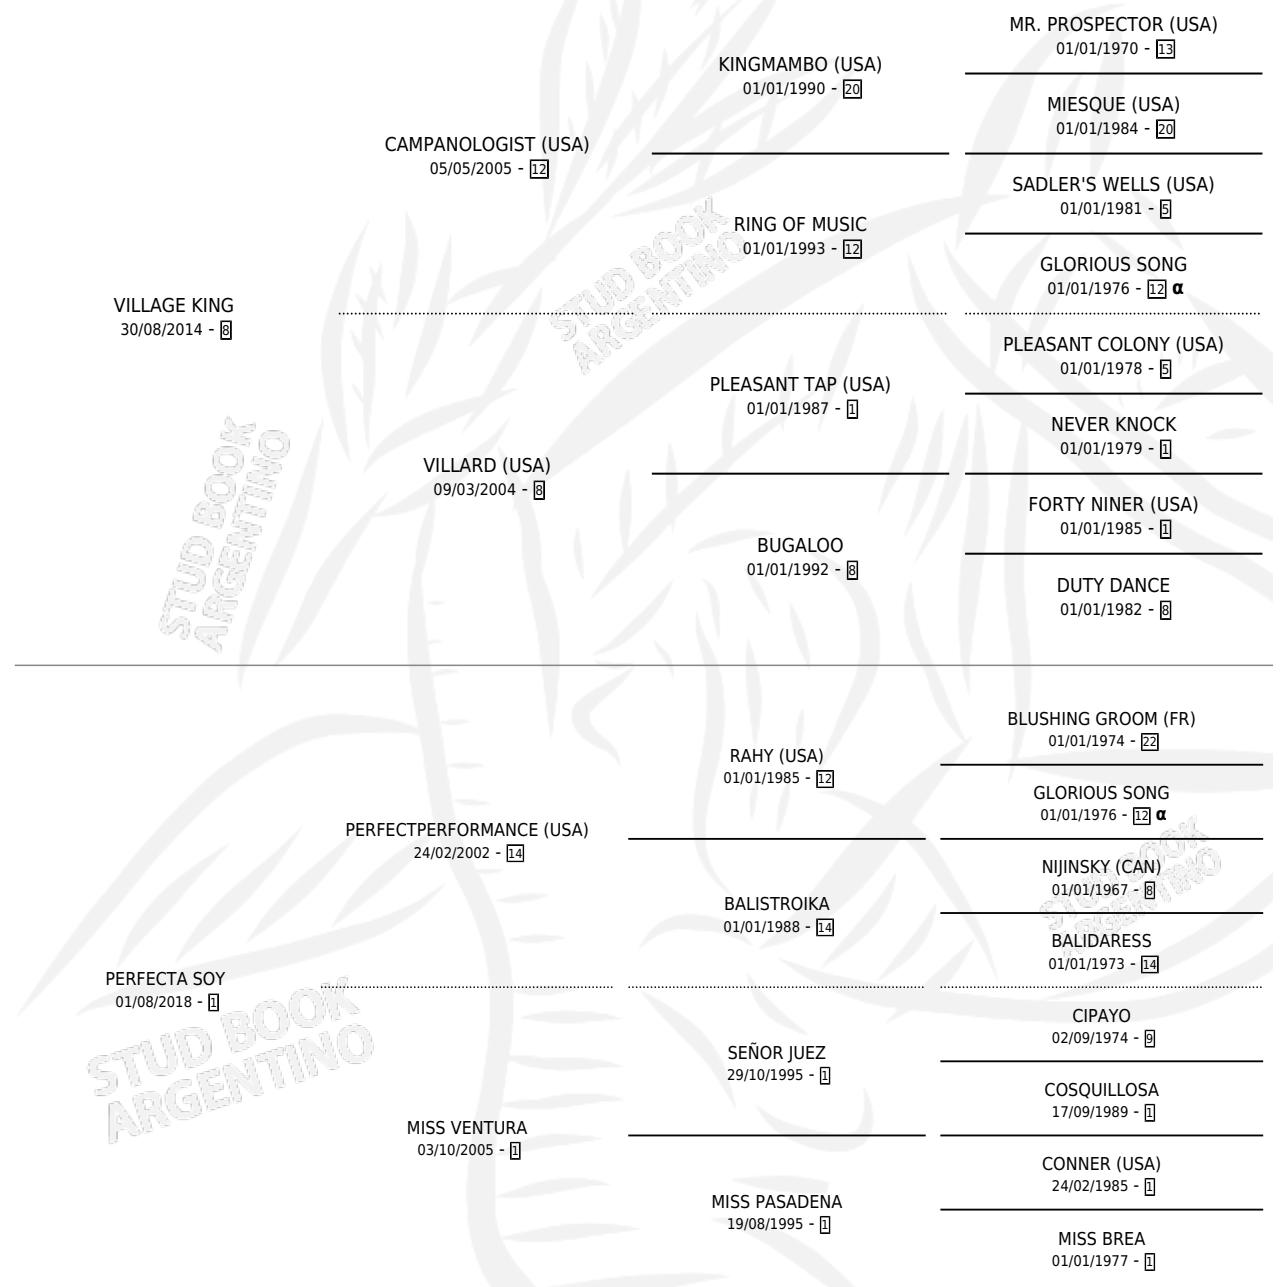 MR. PROSPECTOR (USA)
01/01/1970 - 13
KINGMAMBO (USA)
01/01/1990 - 20
MIESQUE (USA)
01/01/1984 - 20
CAMPANOLOGIST (USA)
05/05/2005 - 12
SADLER'S WELLS (USA)
01/01/1981 - 5
RING OF MUSIC
01/01/1993 - 12
GLORIOUS SONG
01/01/1976 - 12 α
VILLAGE KING
30/08/2014 - 8
PLEASANT COLONY (USA)
01/01/1978 - 5
PLEASANT TAP (USA)
01/01/1987 - 1
NEVER KNOCK
01/01/1979 - 1
VILLARD (USA)
09/03/2004 - 8
FORTY NINER (USA)
01/01/1985 - 1
BUGALOO
01/01/1992 - 8
DUTY DANCE
01/01/1982 - 8
BLUSHING GROOM (FR)
01/01/1974 - 22
RAHY (USA)
01/01/1985 - 12
GLORIOUS SONG
01/01/1976 - 12 α
PERFECTPERFORMANCE (USA)
24/02/2002 - 14
NIJINSKY (CAN)
01/01/1967 - 8
BALISTROIKA
01/01/1988 - 14
BALIDARESS
01/01/1973 - 14
PERFECTA SOY
01/08/2018 - 1
CIPAYO
02/09/1974 - 9
SEÑOR JUEZ
29/10/1995 - 1
COSQUILLOSA
17/09/1989 - 1
MISS VENTURA
03/10/2005 - 1
CONNER (USA)
24/02/1985 - 1
MISS PASADENA
19/08/1995 - 1
MISS BREA
01/01/1977 - 1
STUD BOOK
ARGENTINO
STUD BOOK
ARGENTINO
STUD BOOK
ARGENTINO
STUD BOOK
ARGENTINO